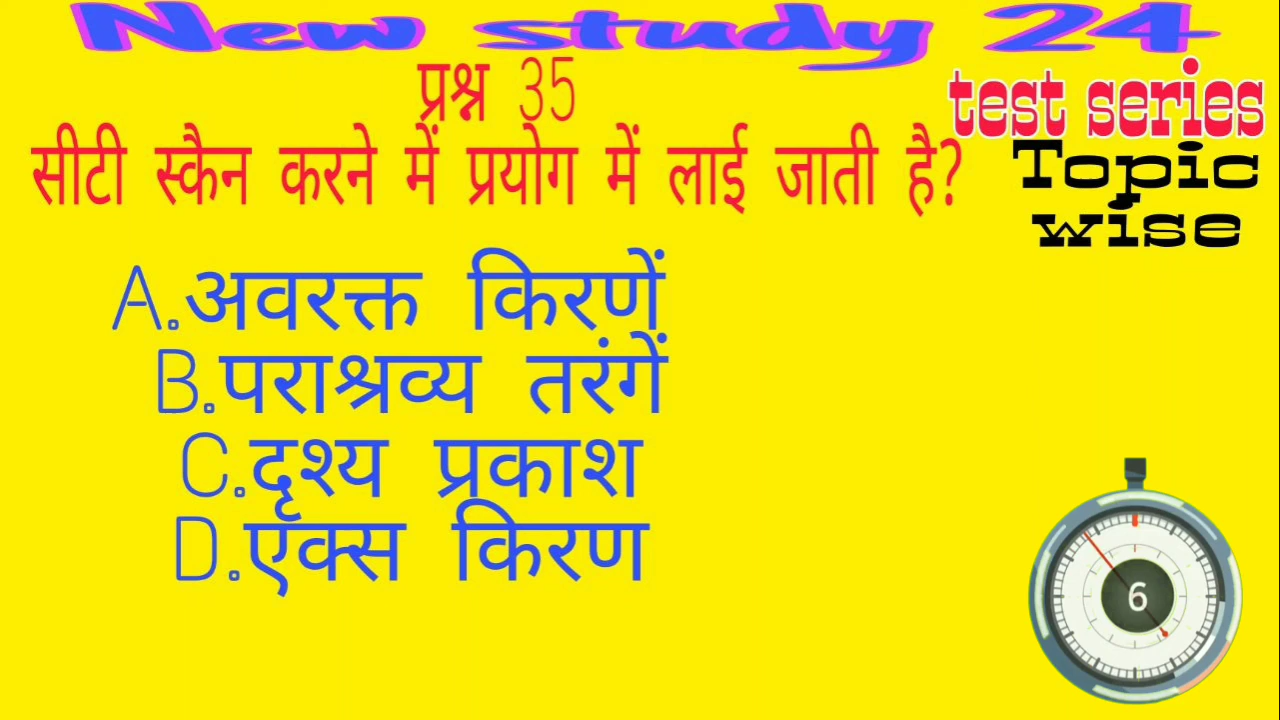 New study 24
प्रश्न 35
test series
सीटी स्कैन करने में प्रयोग में लाई जाती है?
Topic
wise
A.अवरक्त किरणें
B.पराश्रव्य तरंगें
C.दृश्य प्रकाश
D.एक्स किरण
6